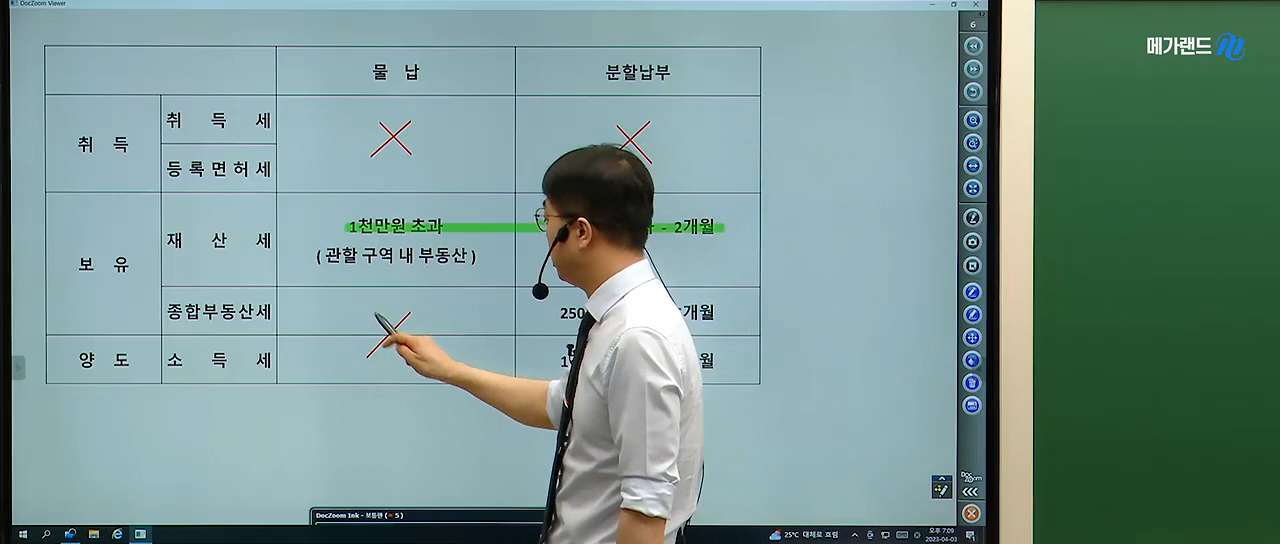 DocZoom Viewer
메가랜드
물 납
분할납부
취 득
취 득 세
등록면허세
보 유
재 산 세
1천만원 초과
- 2개월
( 관할 구역 내 부동산 )
종합부동산세
250
개월
양 도
소 득 세
월
DocZoom Ink - 보통펜 ( 5 )
25°C 대체로 흐림
오후 7:09
2023-04-03